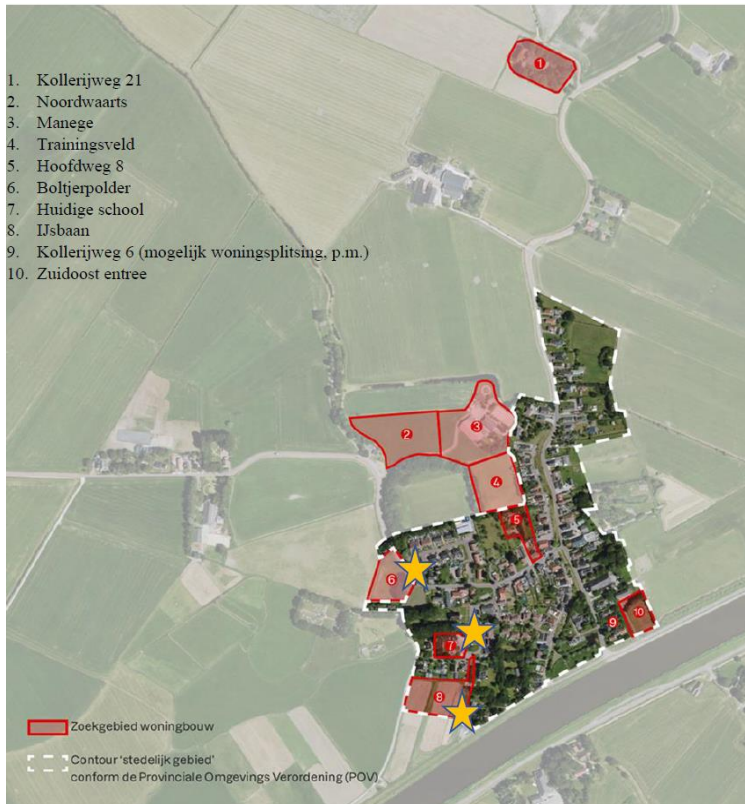 1. Kollerijweg 21
2. Noordwaarts
3. Manege
4. Trainingsveld
5. Hoofdweg 8
6. Boltjerpolder
7. Huidige school
8. IJsbaan
9. Kollerijweg 6 (mogelijk woningsplitsing, p.m.)
10. Zuidoost entree
1
2
3
4
5
6
7
8
9
10
Zoekgebied woningbouw
Contour 'stedelijk gebied'
conform de Provinciale Omgevings Verordening (POV)